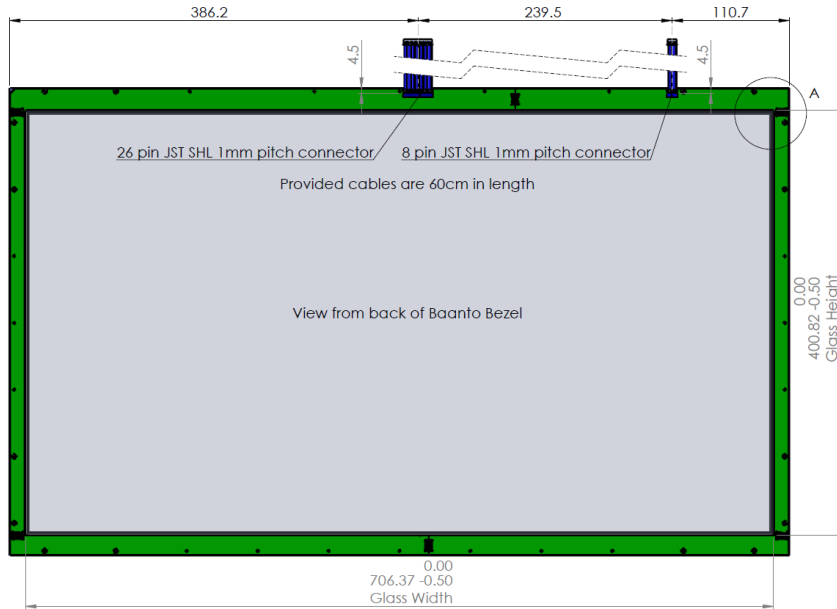 386.2
239.5
110.7
4.5
4.5
A
26 pin JST SHL 1mm pitch connector
8 pin JST SHL 1mm pitch connector
Provided cables are 60cm in length
View from back of Baanto Bezel
0.00
400.82 -0.50
Glass Height
0.00
706.37 -0.50
Glass Width